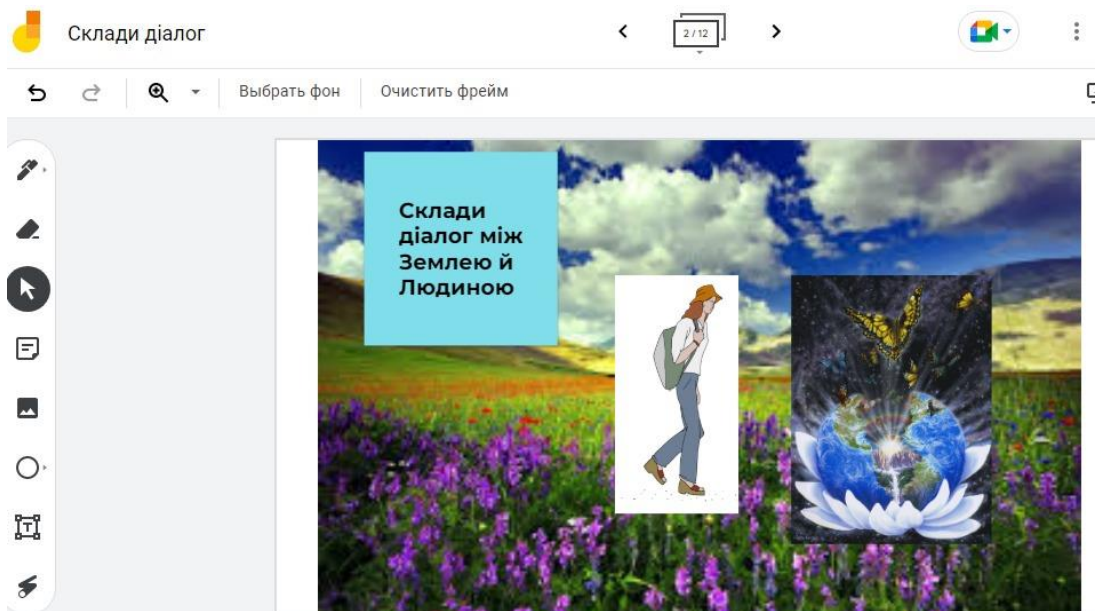 Склади діалог
2 / 12
Выбрать фон
Очистить фрейм
Склади
діалог між
Землею й
Людиною